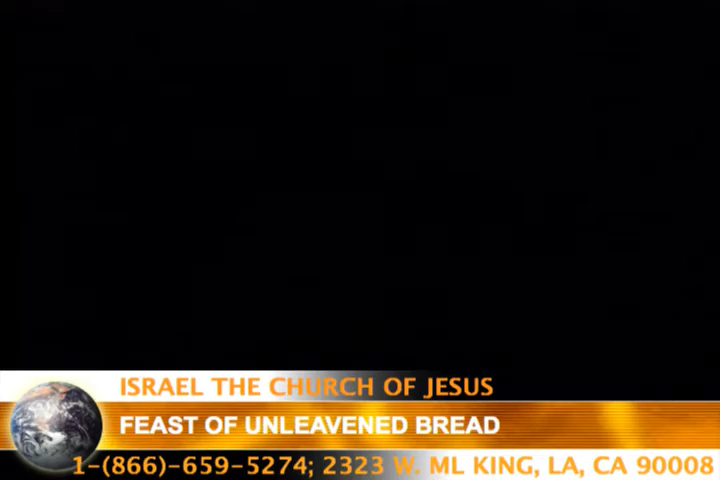 ISRAEL THE CHURCH OF JESUS
FEAST OF UNLEAVENED BREAD
1-(866)-659-5274; 2323 W. ML KING, LA, CA 90008